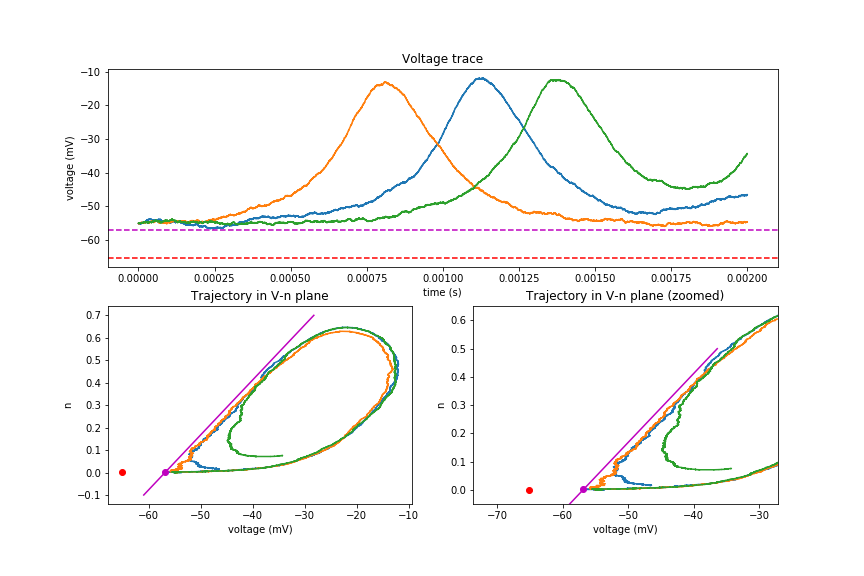 Voltage trace
−10
−20
−30
−40
−50
−60
voltage (mV)
0.00000 0.00025 0.00050 0.00075 0.00100 0.00125 0.00150 0.00175 0.00200
time (s)
Trajectory in V-n plane
0.7
0.6
0.5
0.4
0.3
0.2
0.1
0.0
−0.1
n
−60 −50 −40 −30 −20 −10
voltage (mV)
Trajectory in V-n plane (zoomed)
0.6
0.5
0.4
0.3
0.2
0.1
0.0
n
−70 −60 −50 −40 −30
voltage (mV)